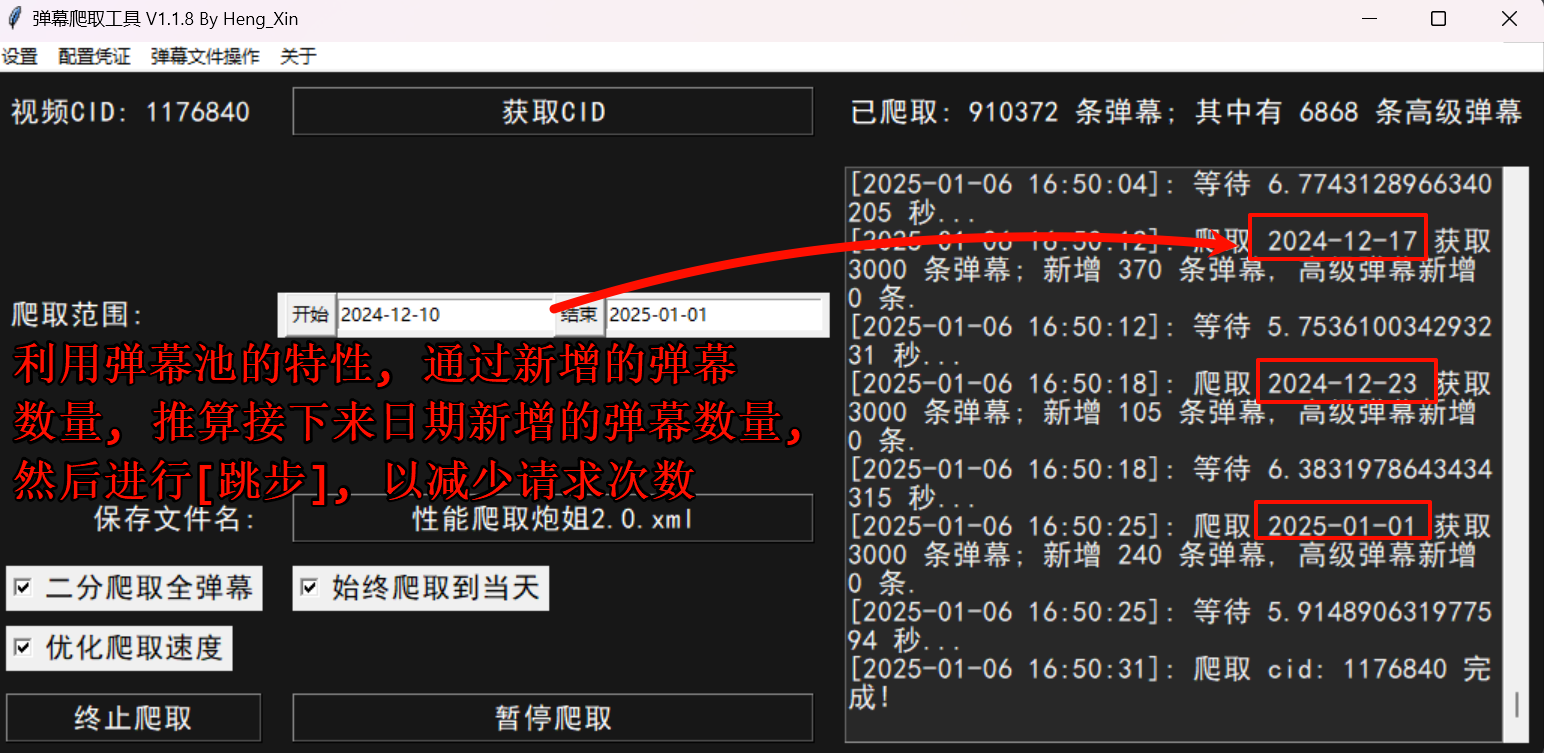 弹幕爬取工具 V1.1.8 By Heng_Xin
设置 配置凭证 弹幕文件操作 关于
视频CID: 1176840
获取CID
已爬取: 910372 条弹幕; 其中有 6868 条高级弹幕
爬取范围:
开始 2024-12-10 结束 2025-01-01
利用弹幕池的特性, 通过新增的弹幕
数量, 推算接下来日期新增的弹幕数量,
然后进行[跳步], 以减少请求次数
保存文件名:
性能爬取炮姐2.0.xml
二分爬取全弹幕
始终爬取到当天
优化爬取速度
终止爬取
暂停爬取
[2025-01-06 16:50:04]: 等待 6.7743128966340
205 秒...
[2025-01-06 16:50:12]: 爬取 2024-12-17 获取
3000 条弹幕; 新增 370 条弹幕, 高级弹幕新增
0 条.
[2025-01-06 16:50:12]: 等待 5.7536100342932
31 秒...
[2025-01-06 16:50:18]: 爬取 2024-12-23 获取
3000 条弹幕; 新增 105 条弹幕, 高级弹幕新增
0 条.
[2025-01-06 16:50:18]: 等待 6.3831978643434
315 秒...
[2025-01-06 16:50:25]: 爬取 2025-01-01 获取
3000 条弹幕; 新增 240 条弹幕, 高级弹幕新增
0 条.
[2025-01-06 16:50:25]: 等待 5.9148906319775
94 秒...
[2025-01-06 16:50:31]: 爬取 cid: 1176840 完
成!